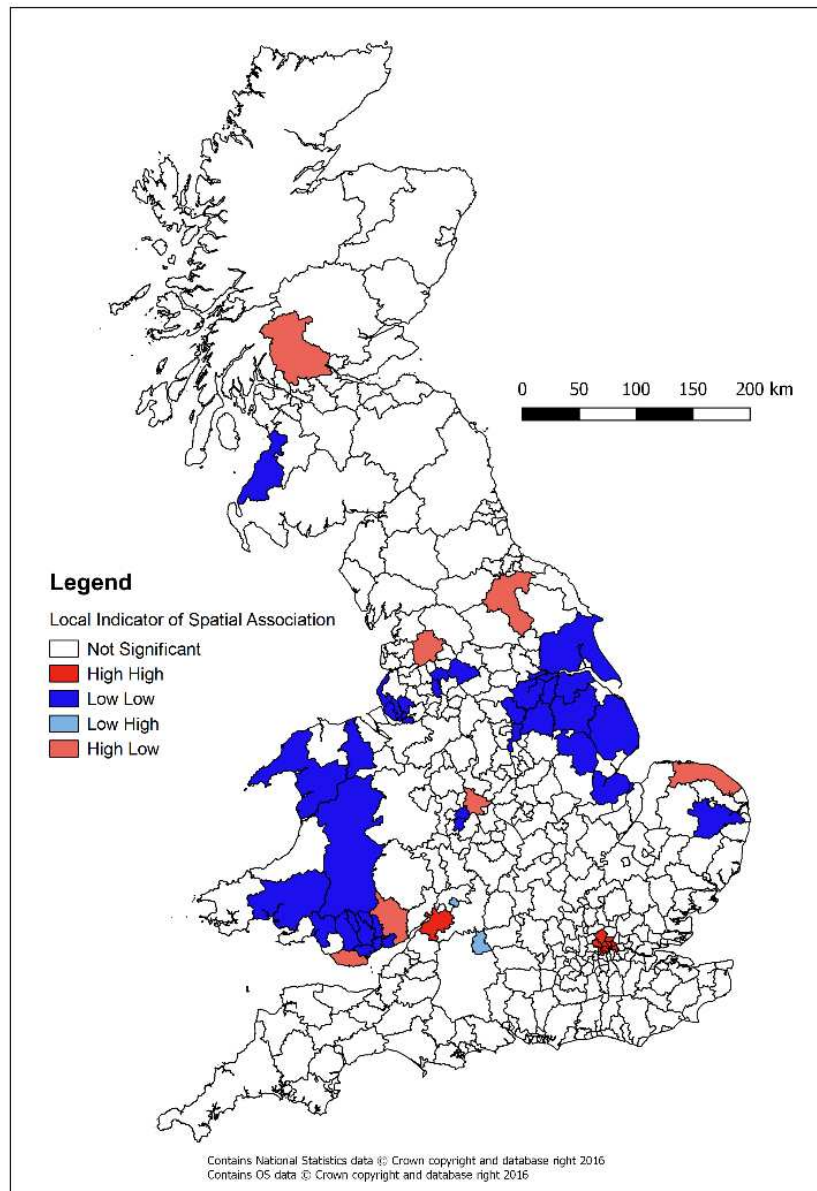 0 50 100 150 200 km
Legend
Local Indicator of Spatial Association
Not Significant
High High
Low Low
Low High
High Low
Contains National Statistics data © Crown copyright and database right 2016
Contains OS data © Crown copyright and database right 2016